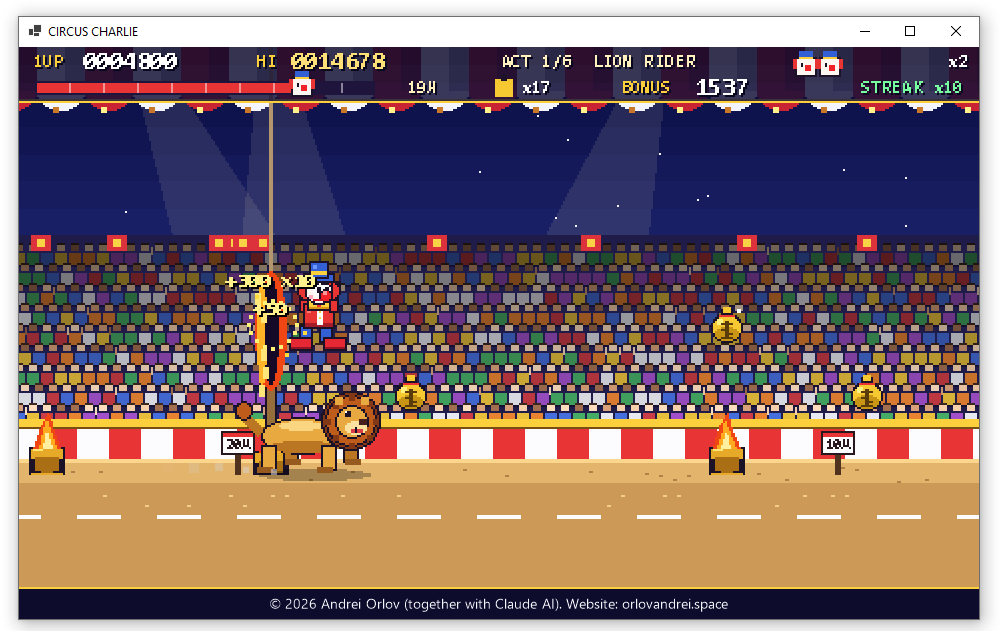 CIRCUS CHARLIE
1UP 0004800 HI 0014678 ACT 1/6 LION RIDER x2
19M x17 BONUS 1537 STREAK x10
+300 x10
+50
20M
10M
© 2026 Andrei Orlov (together with Claude AI). Website: orlovandrei.space